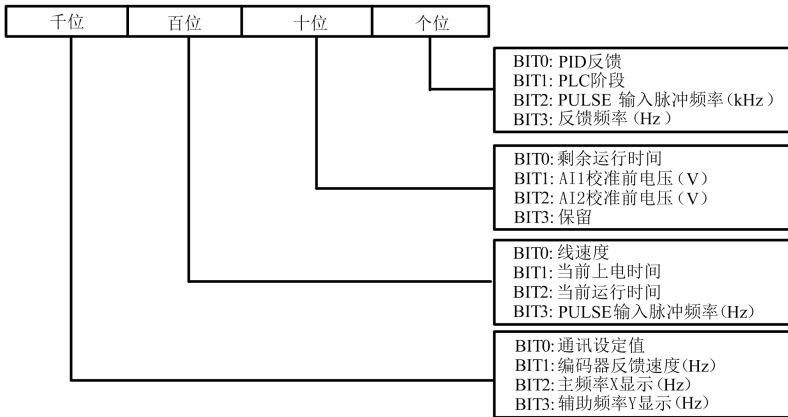 千位 百位 十位 个位
BIT0: PID反馈
BIT1: PLC阶段
BIT2: PULSE 输入脉冲频率(kHz)
BIT3: 反馈频率(Hz)
BIT0: 剩余运行时间
BIT1: AI1校准前电压(V)
BIT2: AI2校准前电压(V)
BIT3: 保留
BIT0: 线速度
BIT1: 当前上电时间
BIT2: 当前运行时间
BIT3: PULSE输入脉冲频率(Hz)
BIT0: 通讯设定值
BIT1: 编码器反馈速度(Hz)
BIT2: 主频率X显示(Hz)
BIT3: 辅助频率Y显示(Hz)